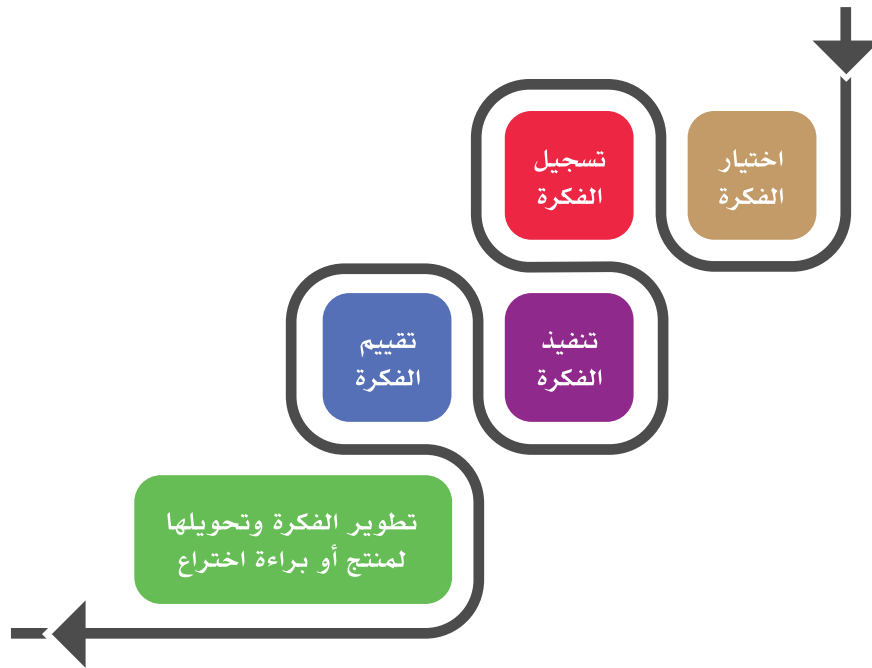 اختيار
الفكرة
تسجيل
الفكرة
تنفيذ
الفكرة
تقييم
الفكرة
تطوير الفكرة وتحويلها
لمنتج أو براءة اختراع